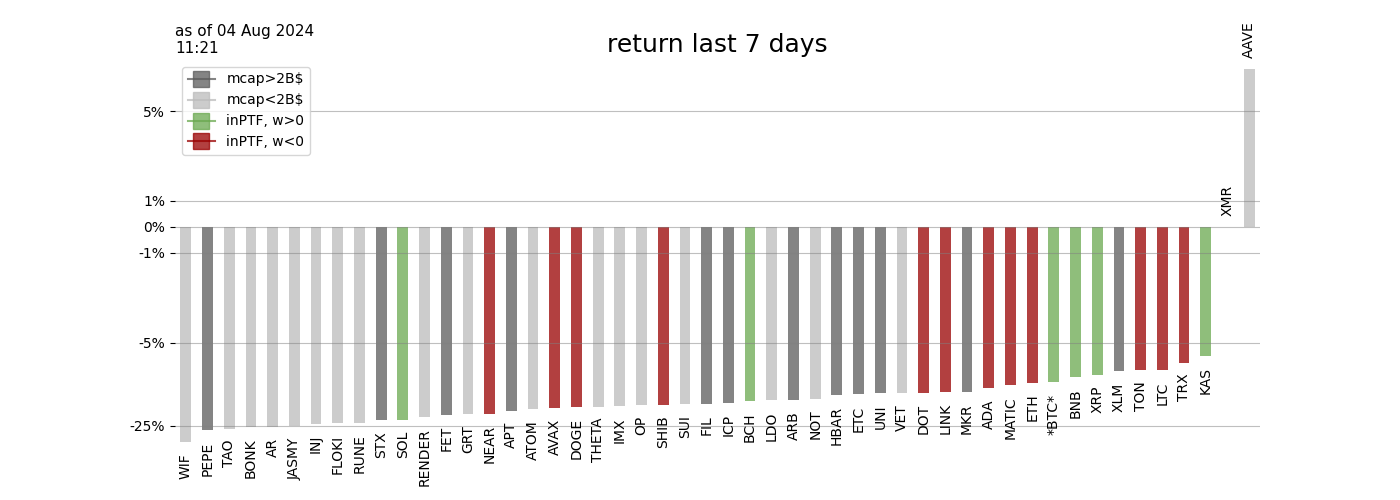 as of 04 Aug 2024
11:21
return last 7 days
mcap>2B$
mcap<2B$
inPTF, w>0
inPTF, w<0
5%
1%
0%
-1%
-5%
-25%
WIF
PEPE
TAO
BONK
AR
JASMY
INJ
FLOKI
RUNE
STX
SOL
RENDER
FET
GRT
NEAR
APT
ATOM
AVAX
DOGE
THETA
IMX
OP
SHIB
SUI
FIL
ICP
BCH
LDO
ARB
NOT
HBAR
ETC
UNI
VET
DOT
LINK
MKR
ADA
MATIC
ETH
*BTC*
BNB
XRP
XLM
TON
LTC
TRX
KAS
XMR
AAVE